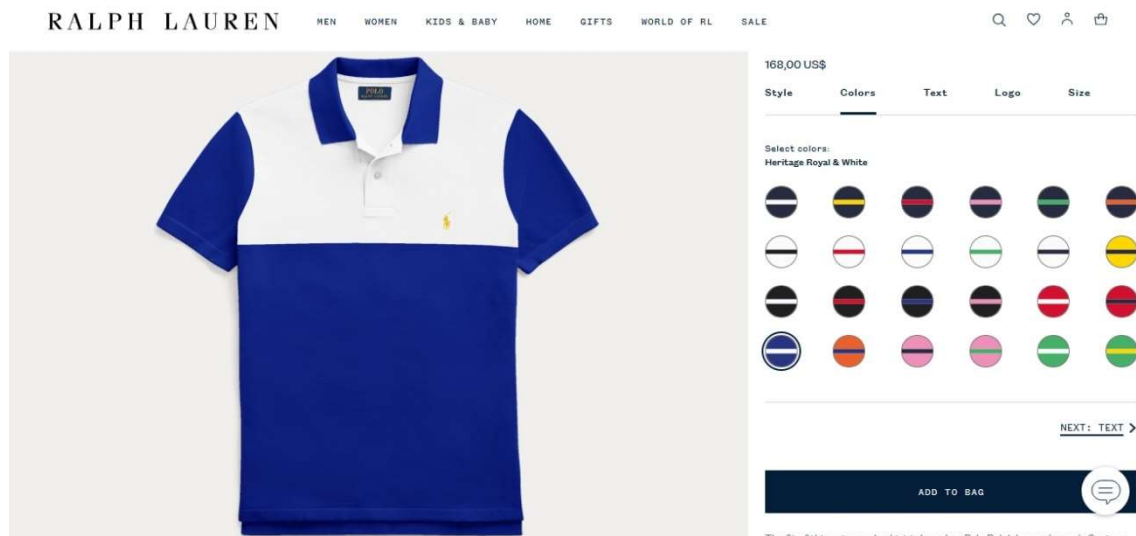 RALPH LAUREN
MEN WOMEN KIDS & BABY HOME GIFTS WORLD OF RL SALE
168,00 US$
Style Colors Text Logo Size
Select colors:
Heritage Royal & White
POLO
NEXT: TEXT
ADD TO BAG